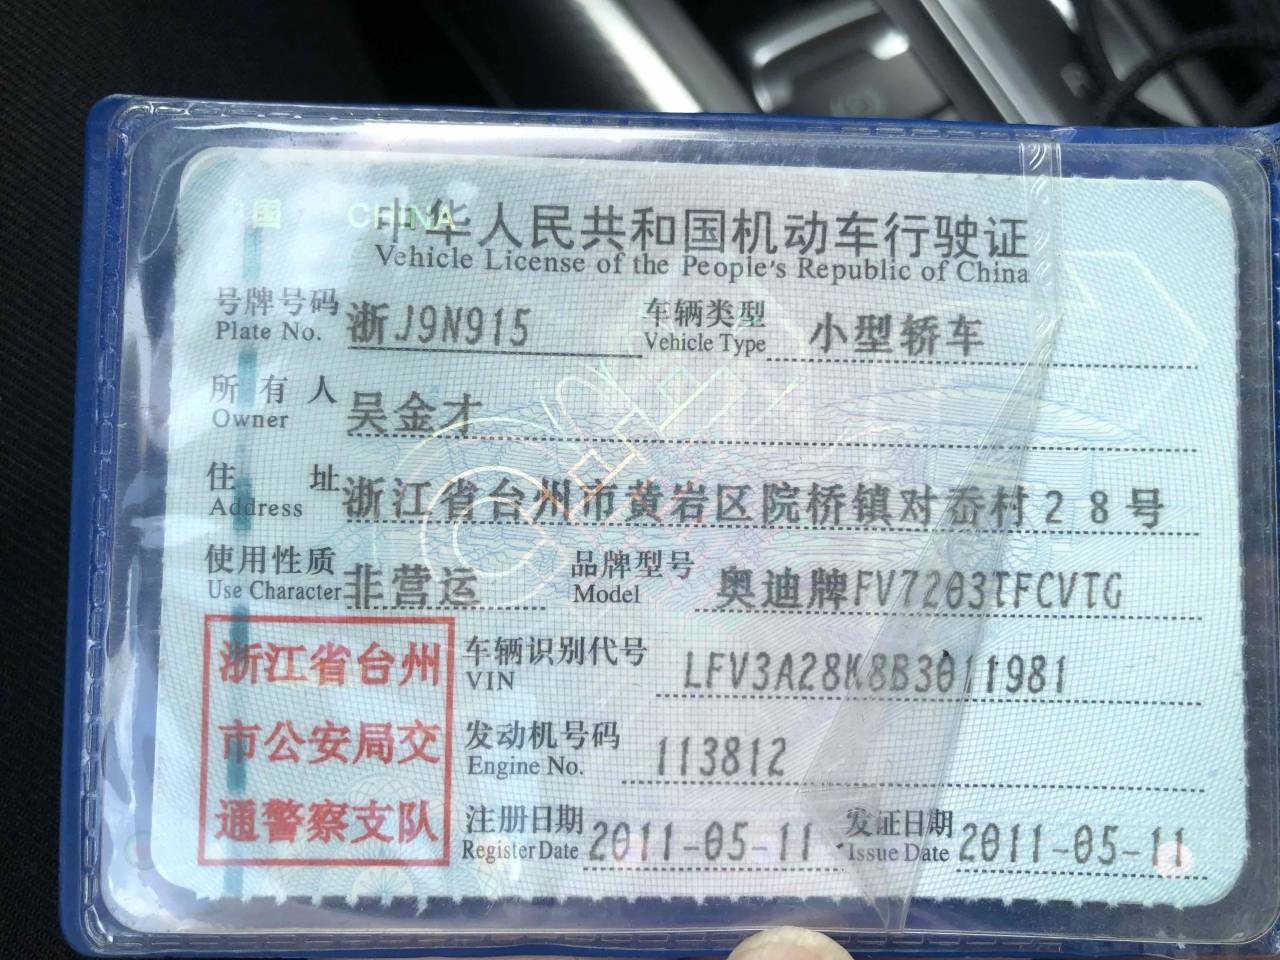 中华人民共和国机动车行驶证
Vehicle License of the People's Republic of China
号牌号码 浙J9N915 车辆类型 小型轿车
Plate No. Vehicle Type
所有人 吴金才
Owner
住址 浙江省台州市黄岩区院桥镇对岙村28号
Address
使用性质 非营运 品牌型号 奥迪牌FV7203TFCVTG
Use Character Model
浙江省台州
市公安局交
通警察支队
车辆识别代号 LFV3A28K8B3011981
VIN
发动机号码 113812
Engine No.
注册日期 2011-05-11 发证日期 2011-05-11
Register Date Issue Date
国 CHINA